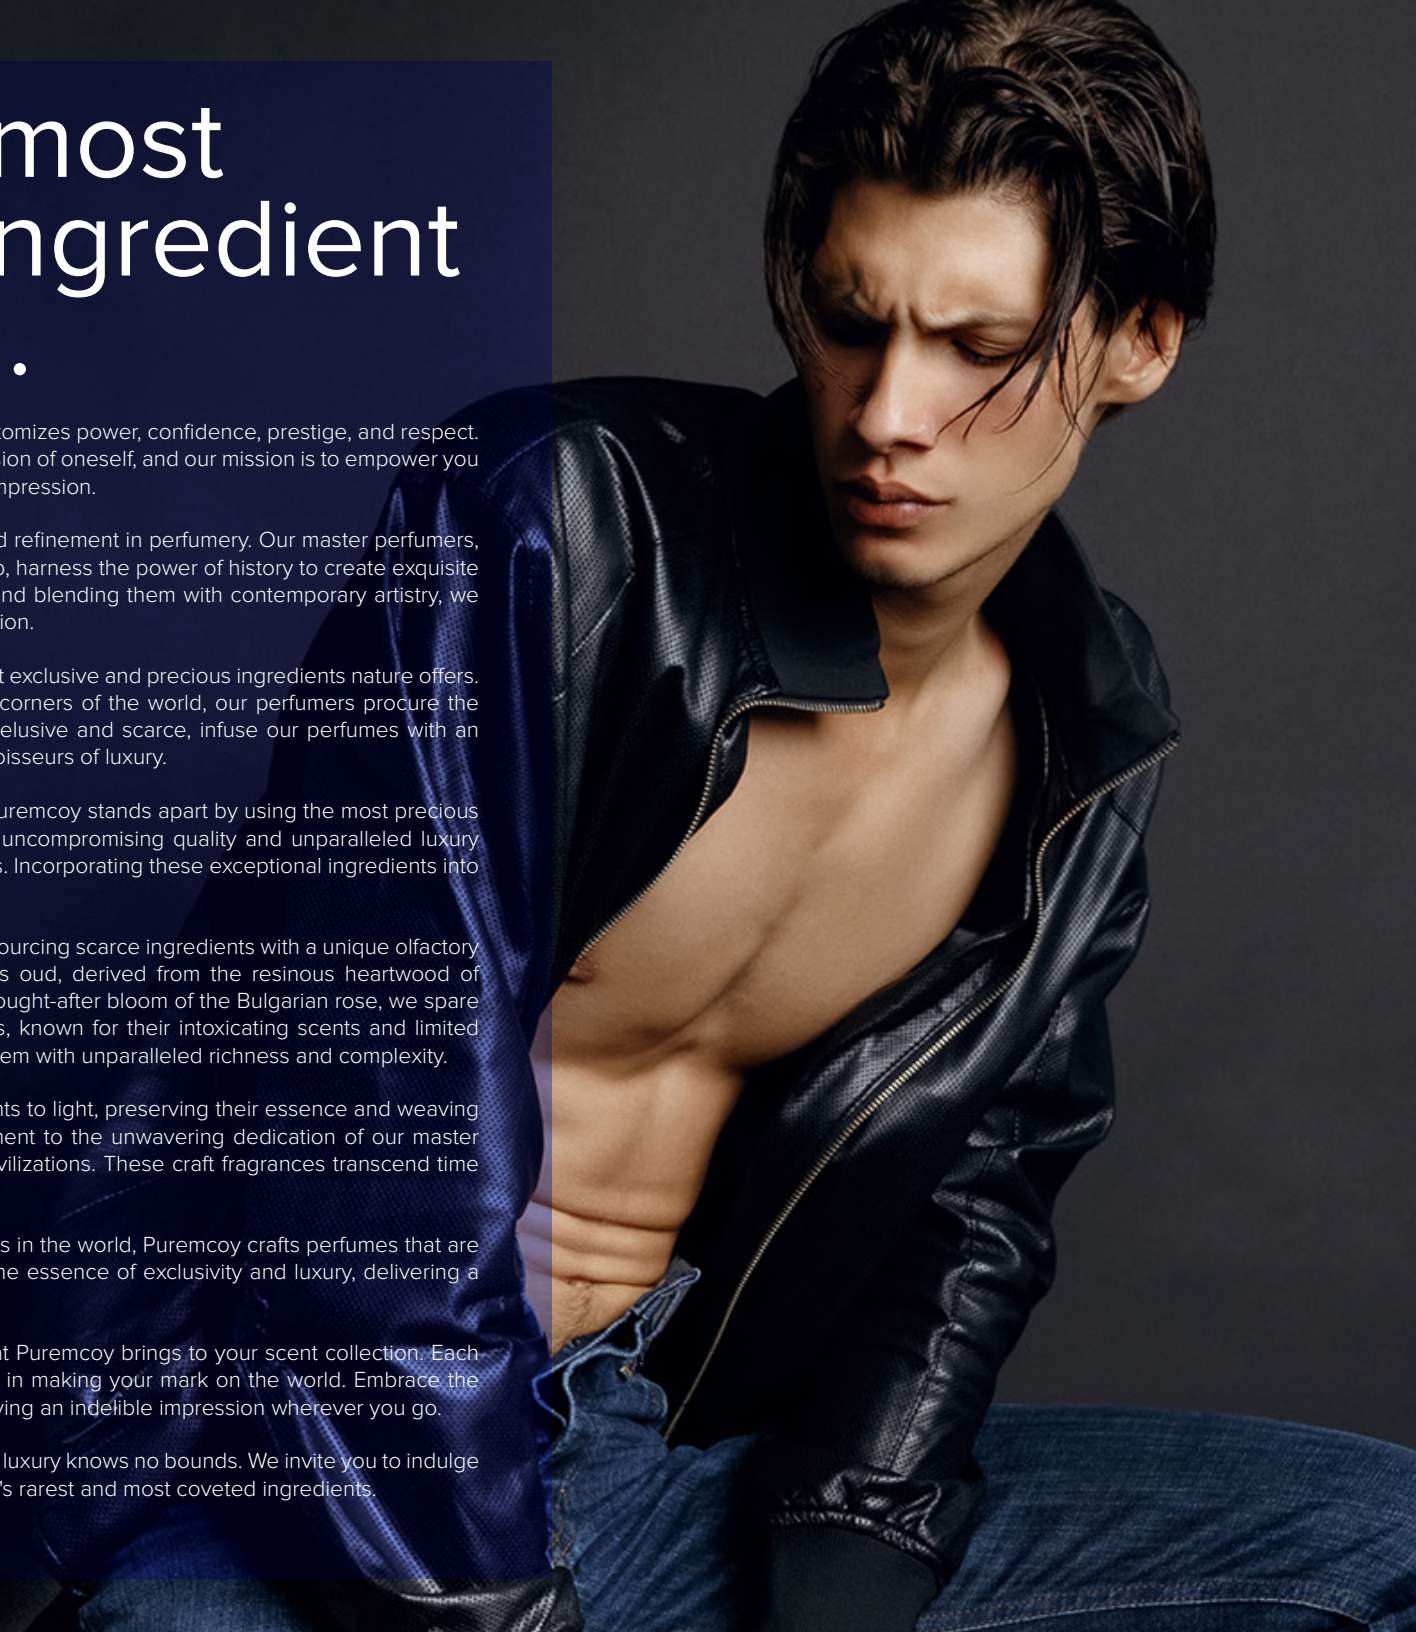 most
ngredient
tomizes power, confidence, prestige, and respect.
sion of oneself, and our mission is to empower you
mpression.
d refinement in perfumery. Our master perfumers,
o, harness the power of history to create exquisite
nd blending them with contemporary artistry, we
ion.
t exclusive and precious ingredients nature offers.
corners of the world, our perfumers procure the
elusive and scarce, infuse our perfumes with an
oisseurs of luxury.
uremcoy stands apart by using the most precious
uncompromising quality and unparalleled luxury
s. Incorporating these exceptional ingredients into
ourcing scarce ingredients with a unique olfactory
s oud, derived from the resinous heartwood of
ought-after bloom of the Bulgarian rose, we spare
s, known for their intoxicating scents and limited
em with unparalleled richness and complexity.
nts to light, preserving their essence and weaving
ment to the unwavering dedication of our master
vilizations. These craft fragrances transcend time
s in the world, Puremcoy crafts perfumes that are
he essence of exclusivity and luxury, delivering a
at Puremcoy brings to your scent collection. Each
in making your mark on the world. Embrace the
ving an indelible impression wherever you go.
luxury knows no bounds. We invite you to indulge
's rarest and most coveted ingredients.